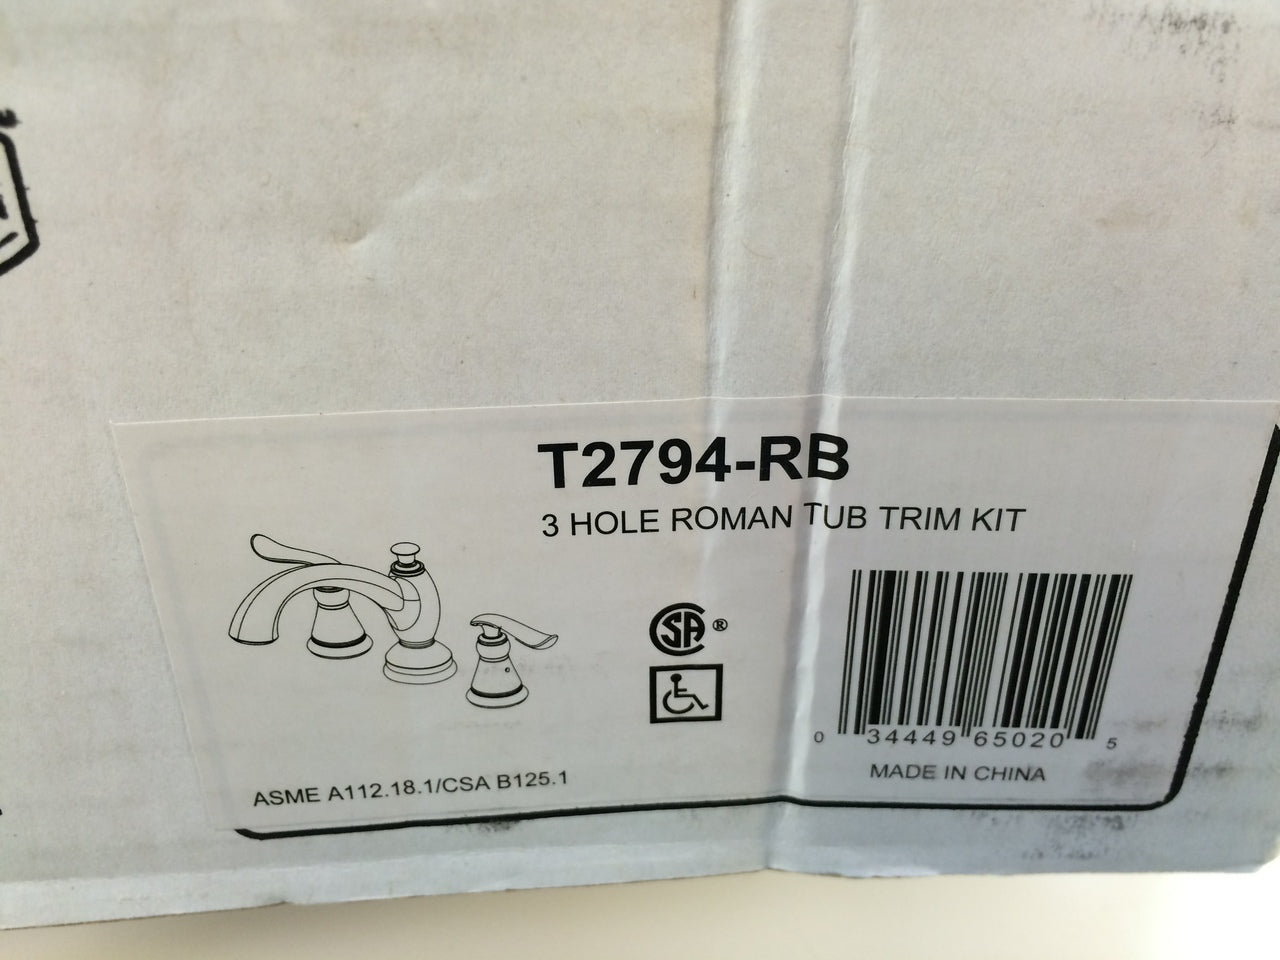 T2794-RB
3 HOLE ROMAN TUB TRIM KIT
SA®
0 34449 65020 5
MADE IN CHINA
ASME A112.18.1/CSA B125.1